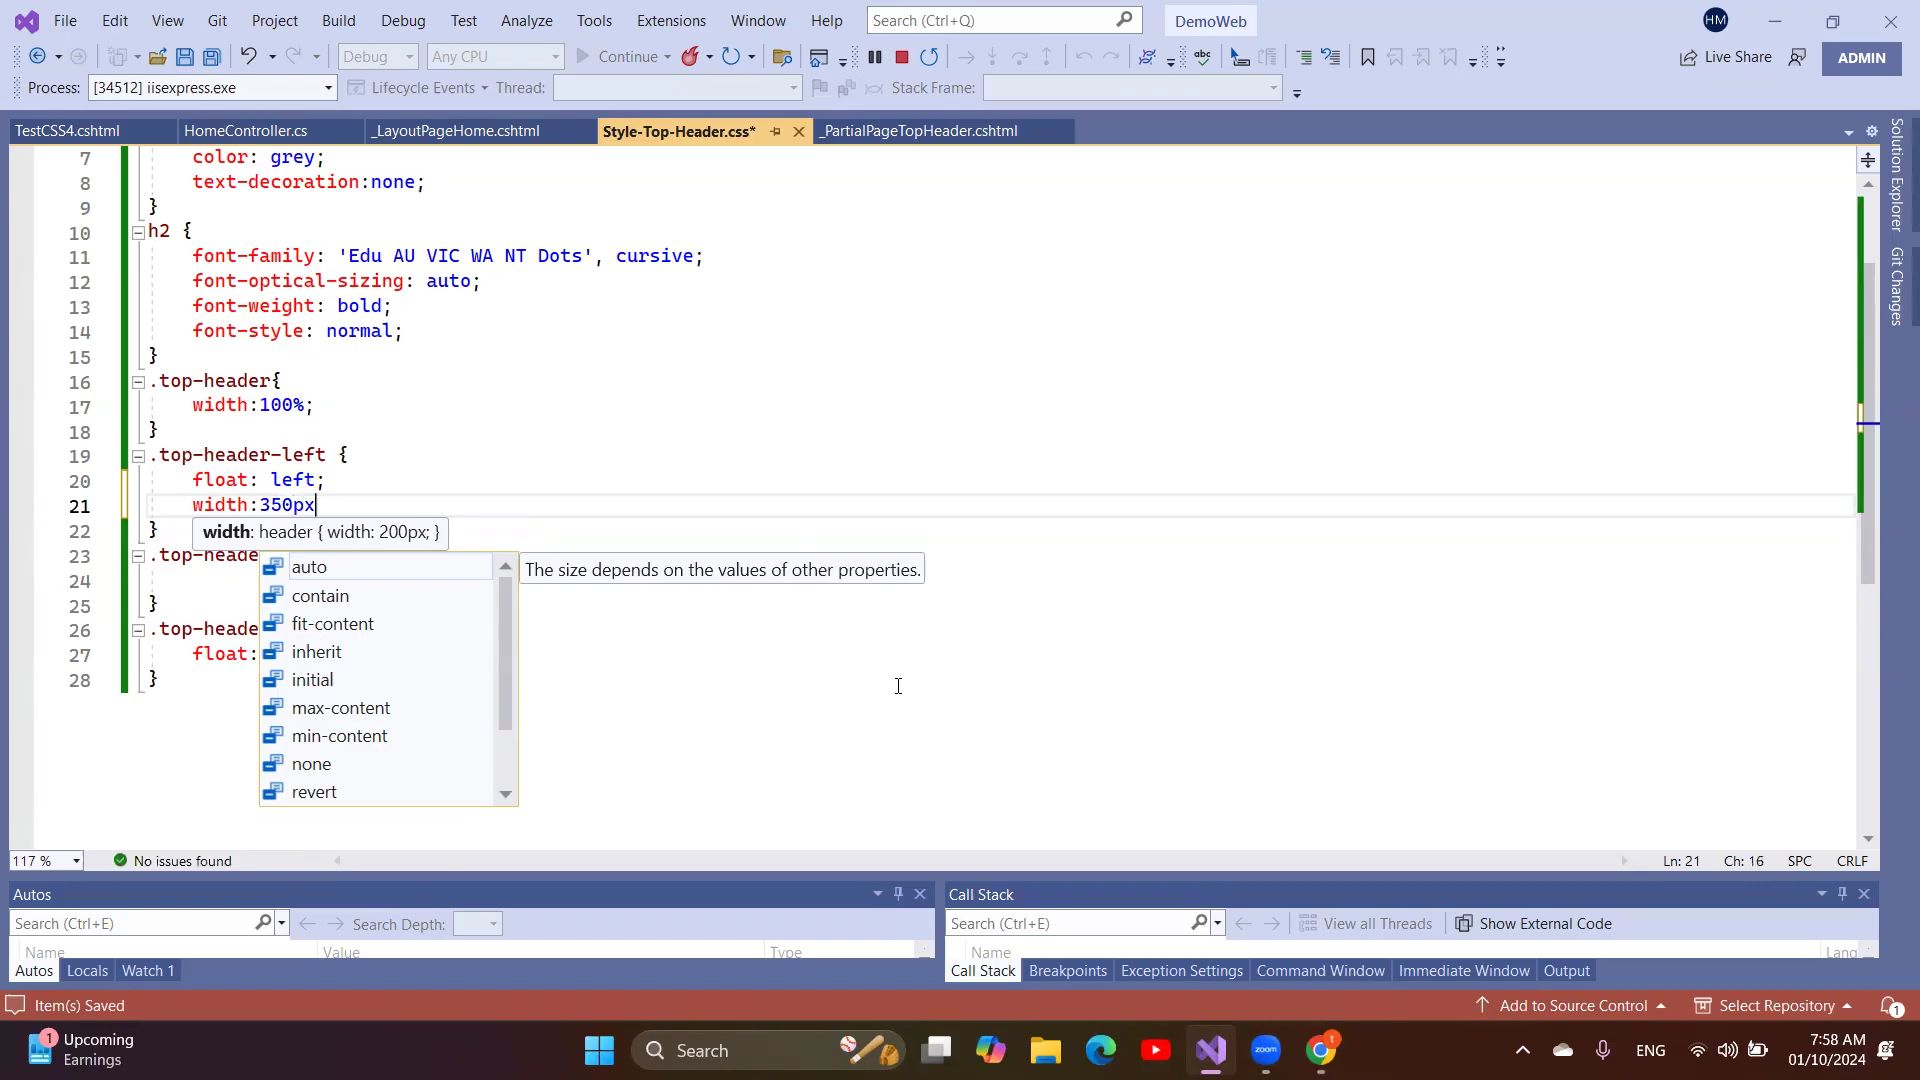 File Edit View Git Project Build Debug Test Analyze Tools Extensions Window Help Search (Ctrl+Q) DemoWeb HM
Debug Any CPU Continue Live Share ADMIN
Process: [34512] iisexpress.exe Lifecycle Events Thread: Stack Frame:
TestCSS4.cshtml HomeController.cs _LayoutPageHome.cshtml Style-Top-Header.css* _PartialPageTopHeader.cshtml
Solution Explorer
Git Changes
7 color: grey;
8 text-decoration:none;
9 }
10 h2 {
11 font-family: 'Edu AU VIC WA NT Dots', cursive;
12 font-optical-sizing: auto;
13 font-weight: bold;
14 font-style: normal;
15 }
16 .top-header{
17 width:100%;
18 }
19 .top-header-left {
20 float: left;
21 width:350px
22 } width: header { width: 200px; }
23 .top-heade
24
25 }
26 .top-heade
27 float:
28 }
auto The size depends on the values of other properties.
contain
fit-content
inherit
initial
max-content
min-content
none
revert
117 % No issues found Ln: 21 Ch: 16 SPC CRLF
Autos
Search (Ctrl+E) Search Depth:
Name Value Type
Autos Locals Watch 1
Call Stack
Search (Ctrl+E) View all Threads Show External Code
Name Lang
Call Stack Breakpoints Exception Settings Command Window Immediate Window Output
Item(s) Saved Add to Source Control Select Repository 1
1 Upcoming
Earnings
Search zoom t ENG
7:58 AM
01/10/2024